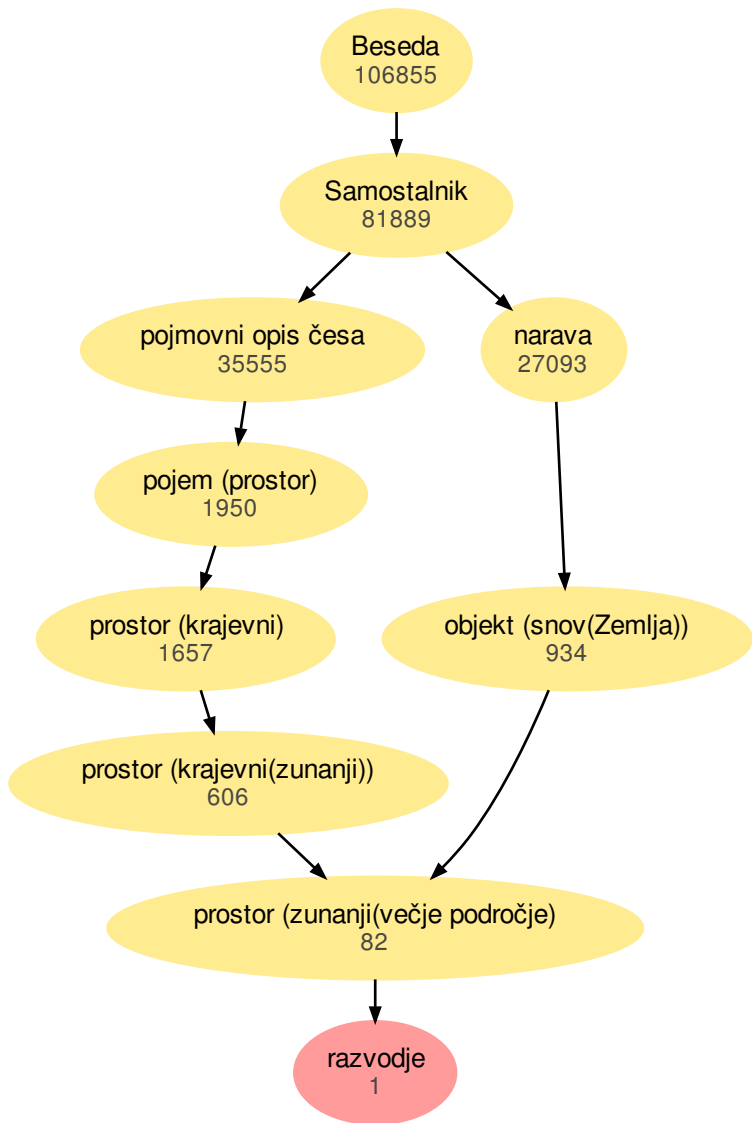 Beseda
106855
Samostalnik
81889
pojmovni opis česa
35555
narava
27093
pojem (prostor)
1950
prostor (krajevni)
1657
objekt (snov(Zemlja))
934
prostor (krajevni(zunanji))
606
prostor (zunanji(večje področje)
82
razvodje
1